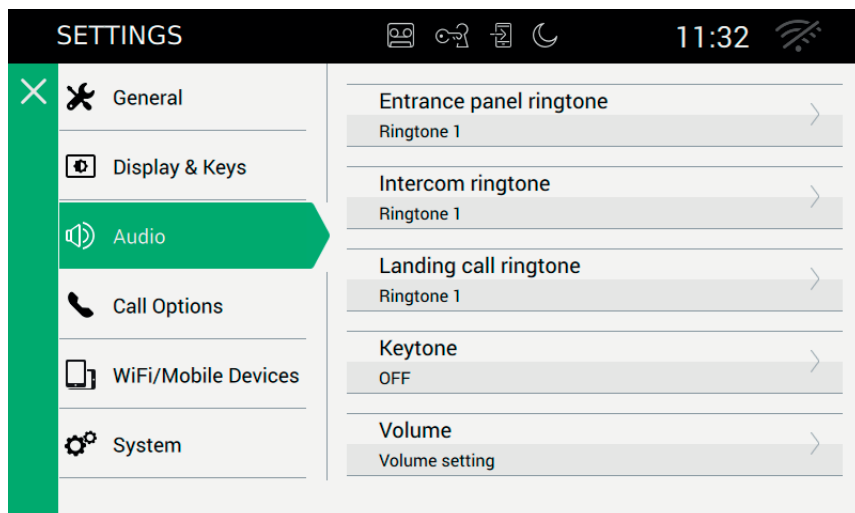 SETTINGS
11:32
General
Display & Keys
Audio
Call Options
WiFi/Mobile Devices
System
Entrance panel ringtone
Ringtone 1
Intercom ringtone
Ringtone 1
Landing call ringtone
Ringtone 1
Keytone
OFF
Volume
Volume setting